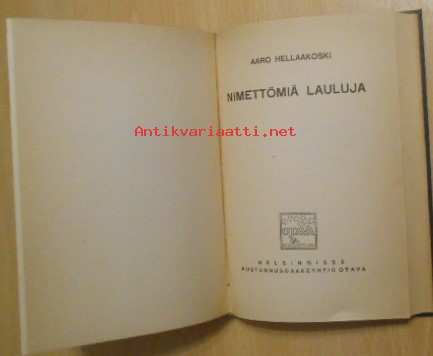 AARO HELLAAKOSKI
NIMETTÖMIÄ LAULUJA
Antikvariaatti.net
OTAVA
HELSINGISSÄ
KUSTANNUSOSAKEYHTIÖ OTAVA